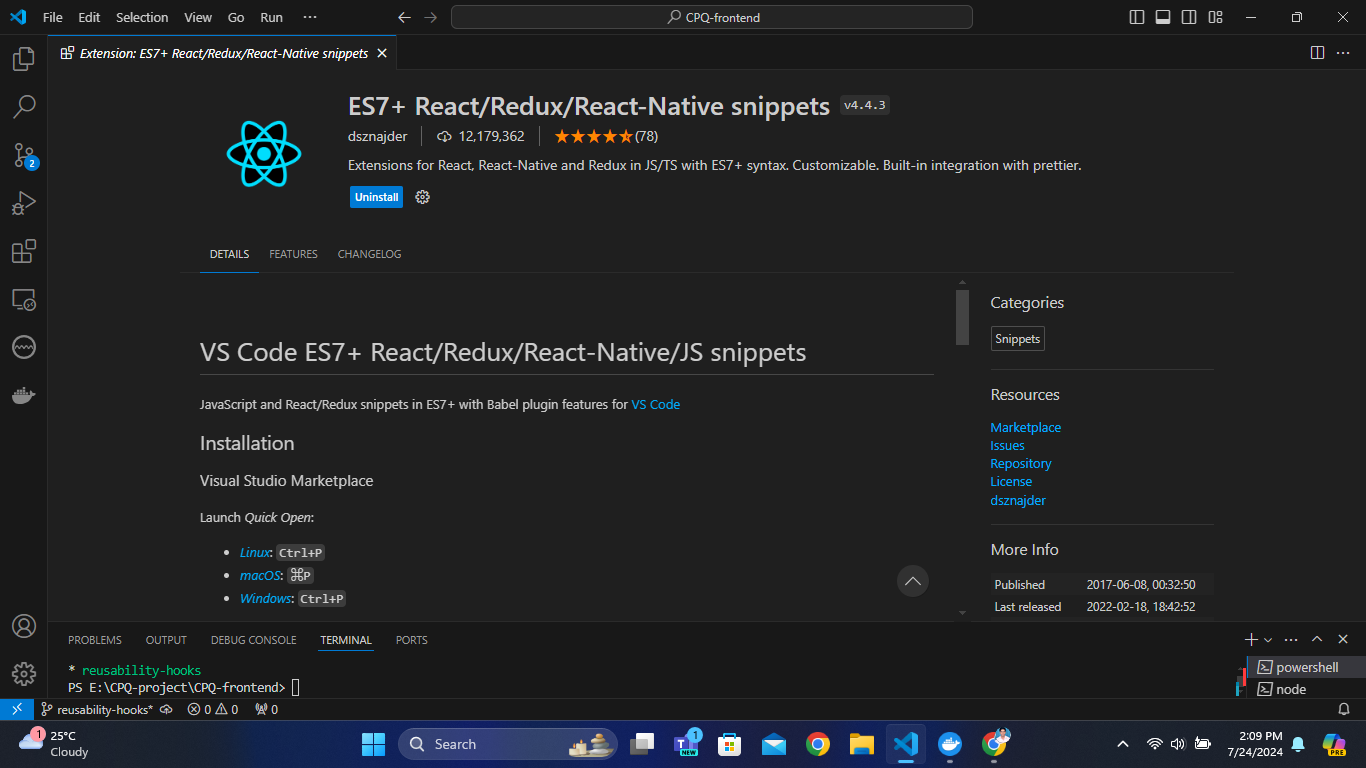 File Edit Selection View Go Run ···
CPQ-frontend
Extension: ES7+ React/Redux/React-Native snippets
ES7+ React/Redux/React-Native snippets v4.4.3
dsznajder 12,179,362 (78)
Extensions for React, React-Native and Redux in JS/TS with ES7+ syntax. Customizable. Built-in integration with prettier.
Uninstall
2
DETAILS FEATURES CHANGELOG
VS Code ES7+ React/Redux/React-Native/JS snippets
JavaScript and React/Redux snippets in ES7+ with Babel plugin features for VS Code
Installation
Visual Studio Marketplace
Launch Quick Open:
• Linux: Ctrl+P
• macOS: ⌘P
• Windows: Ctrl+P
Categories
Snippets
Resources
Marketplace
Issues
Repository
License
dsznajder
More Info
Published 2017-06-08, 00:32:50
Last released 2022-02-18, 18:42:52
PROBLEMS OUTPUT DEBUG CONSOLE TERMINAL PORTS
* reusability-hooks
PS E:\CPQ-project\CPQ-frontend>
powershell
node
reusability-hooks* 0 0 0
1
25°C
Cloudy
Search
1
NEW
2:09 PM
7/24/2024
PRE